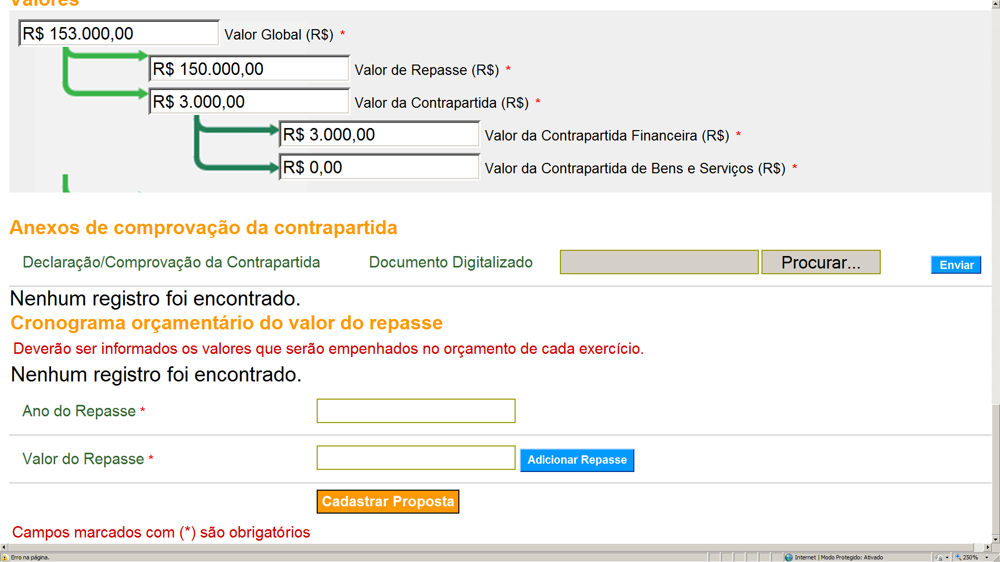 Valores
R$ 153.000,00 Valor Global (R$) *
R$ 150.000,00 Valor de Repasse (R$) *
R$ 3.000,00 Valor da Contrapartida (R$) *
R$ 3.000,00 Valor da Contrapartida Financeira (R$) *
R$ 0,00 Valor da Contrapartida de Bens e Serviços (R$) *
Anexos de comprovação da contrapartida
Declaração/Comprovação da Contrapartida Documento Digitalizado Procurar... Enviar
Nenhum registro foi encontrado.
Cronograma orçamentário do valor do repasse
Deverão ser informados os valores que serão empenhados no orçamento de cada exercício.
Nenhum registro foi encontrado.
Ano do Repasse *
Valor do Repasse * Adicionar Repasse
Cadastrar Proposta
Campos marcados com (*) são obrigatórios
Erro na página. Internet | Modo Protegido: Ativado 250%